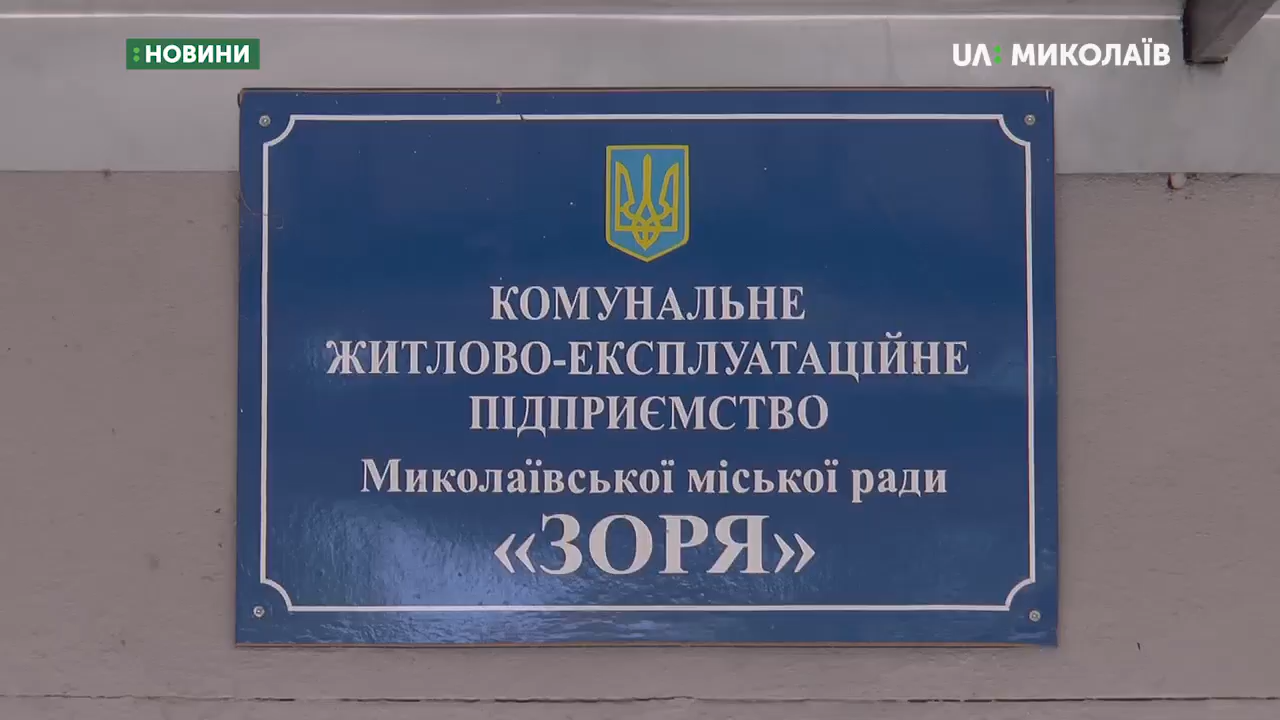 :НОВИНИ
UA: МИКОЛАЇВ
КОМУНАЛЬНЕ
ЖИТЛОВО-ЕКСПЛУАТАЦІЙНЕ
ПІДПРИЄМСТВО
Миколаївської міської ради
«ЗОРЯ»